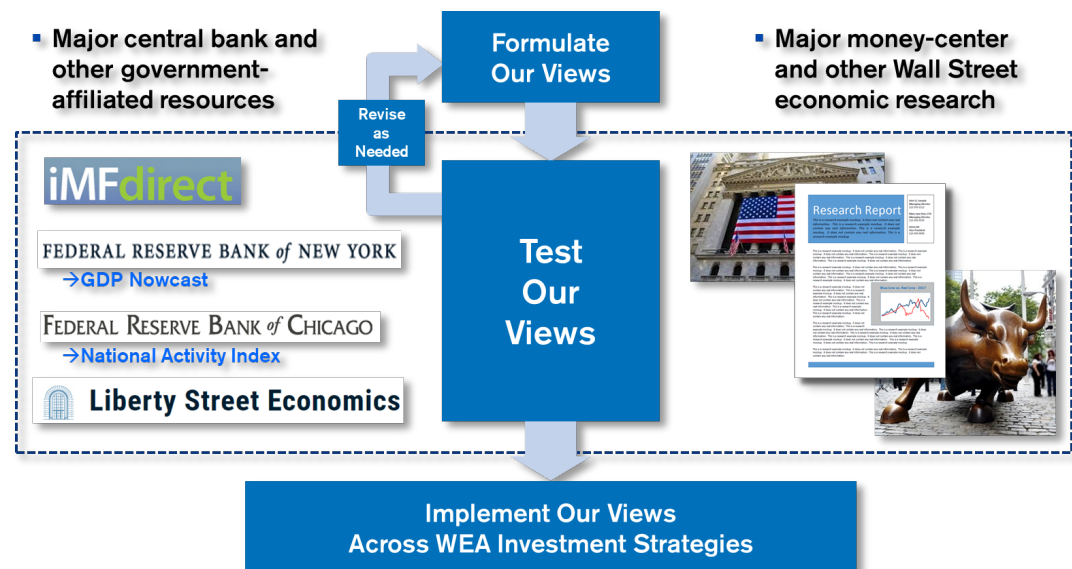 ▪ Major central bank and
other government-
affiliated resources
Formulate
Our Views
▪ Major money-center
and other Wall Street
economic research
Revise
as
Needed
iMFdirect
FEDERAL RESERVE BANK of NEW YORK
→GDP Nowcast
FEDERAL RESERVE BANK of CHICAGO
→National Activity Index
Liberty Street Economics
Test
Our
Views
Research Report
Implement Our Views
Across WEA Investment Strategies